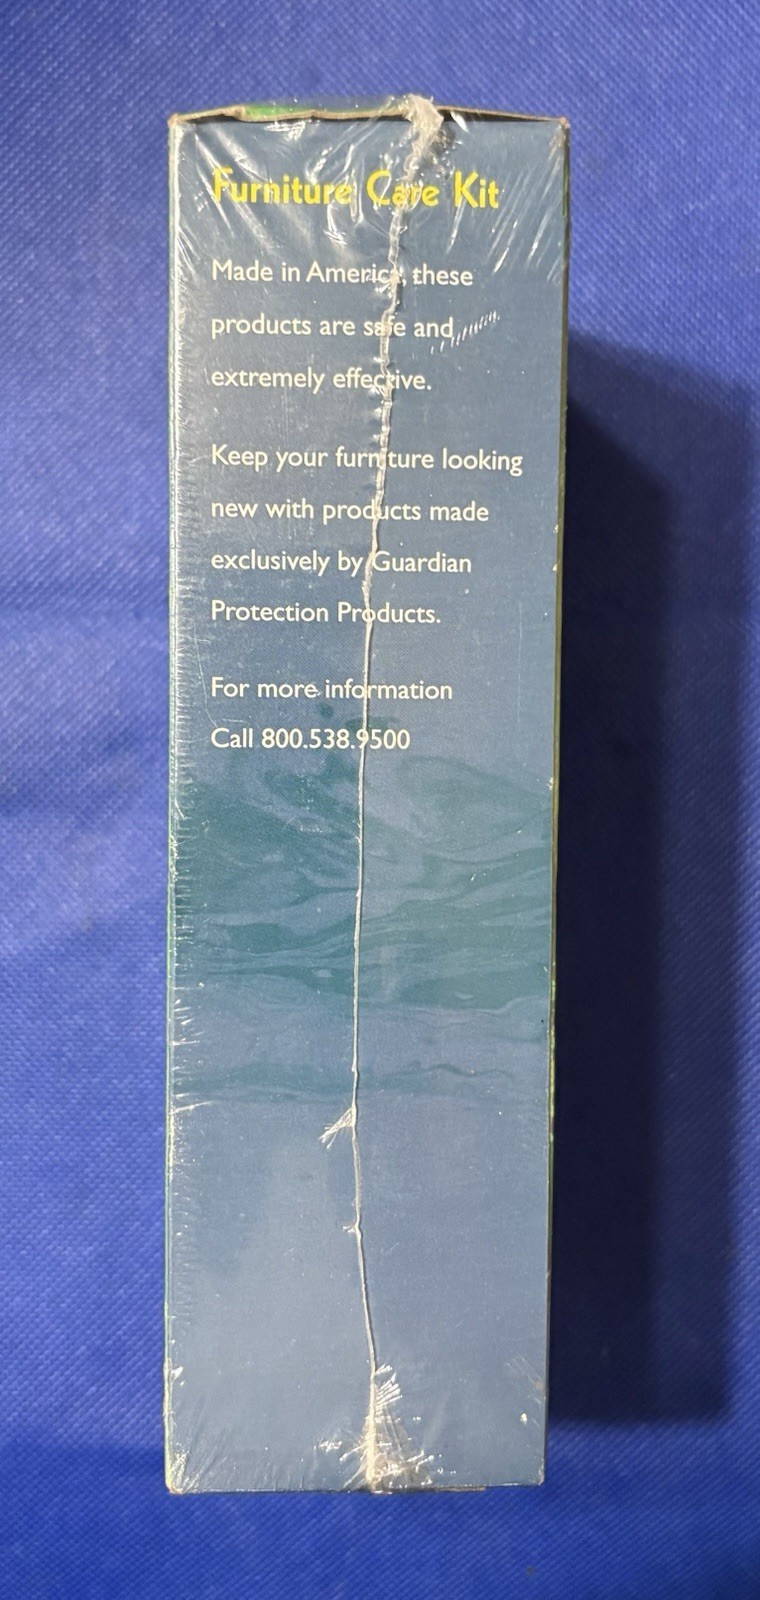 Furniture Care Kit
Made in America, these
products are safe and
extremely effective.
Keep your furniture looking
new with products made
exclusively by Guardian
Protection Products.
For more information
Call 800.538.9500